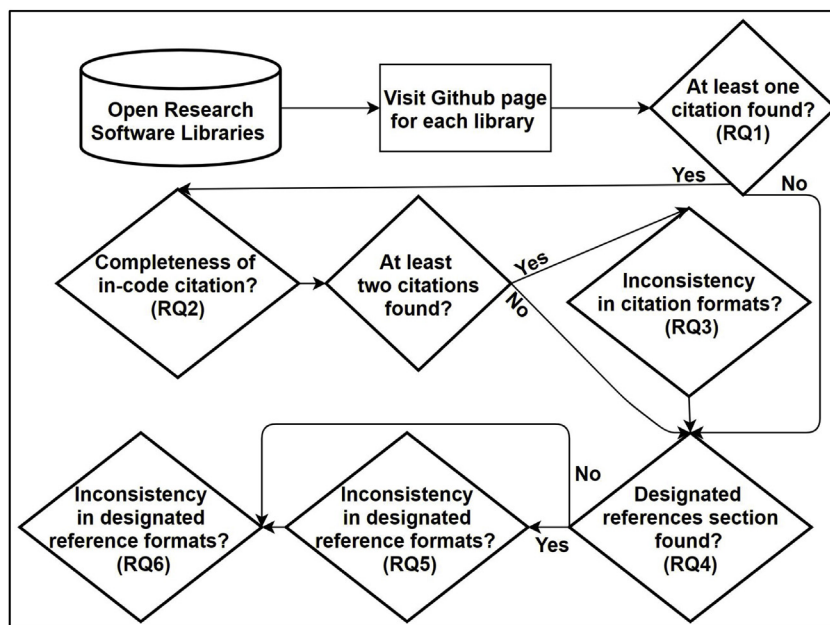 Open Research
Software Libraries
Visit Github page
for each library
At least one
citation found?
(RQ1)
Yes
No
Completeness of
in-code citation?
(RQ2)
At least
two citations
found?
Yes
No
Inconsistency
in citation formats?
(RQ3)
Designated
references section
found?
(RQ4)
No
Yes
Inconsistency
in designated
reference formats?
(RQ5)
Inconsistency
in designated
reference formats?
(RQ6)